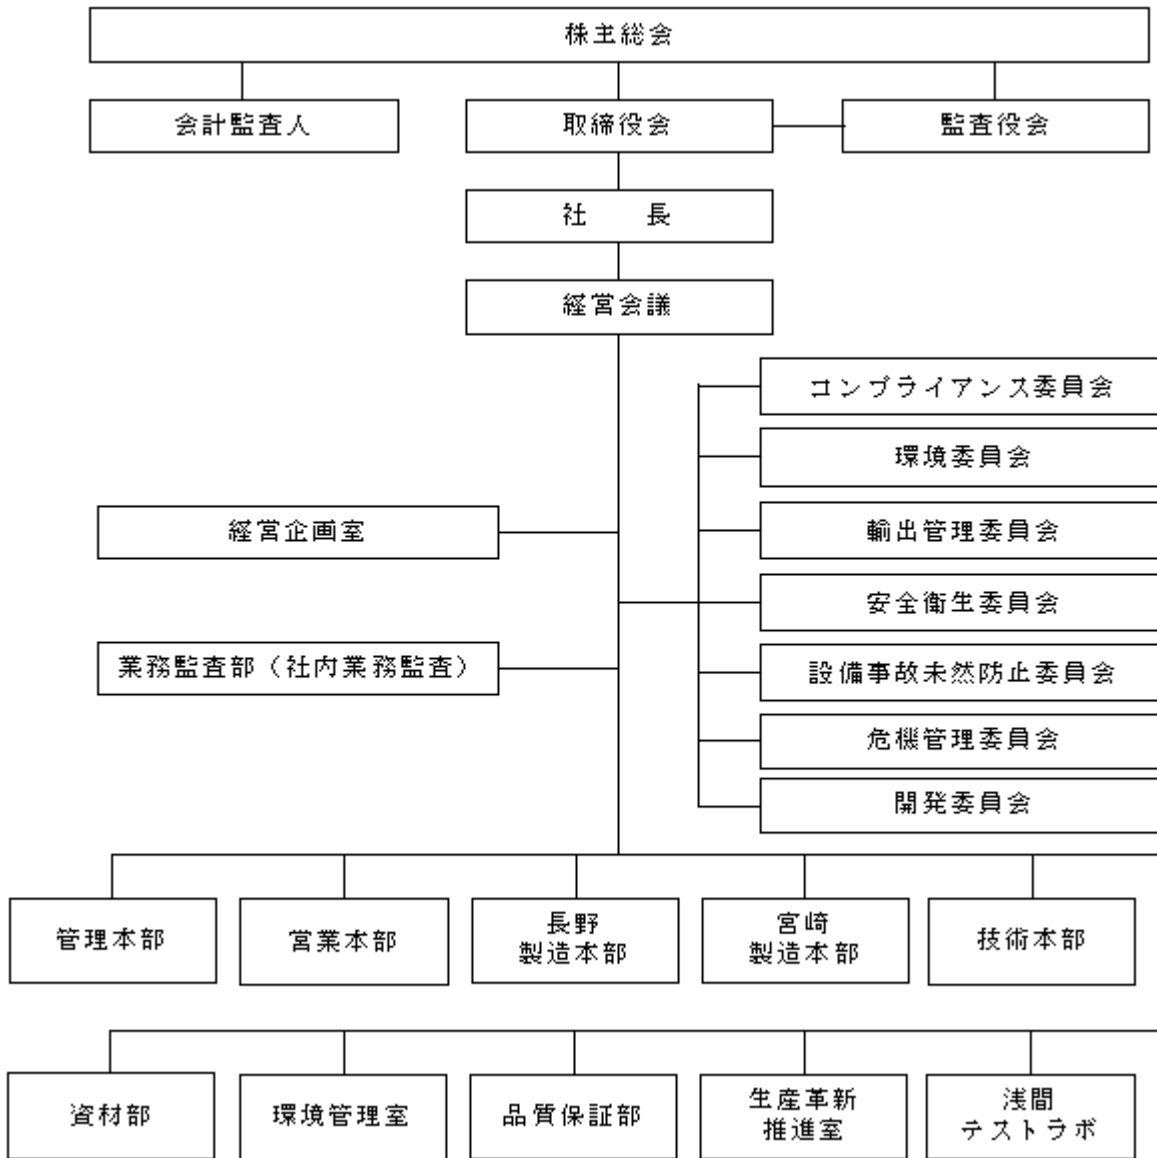 株主総会
会計監査人
取締役会
監査役会
社　　長
経営会議
コンプライアンス委員会
環境委員会
輸出管理委員会
経営企画室
安全衛生委員会
業務監査部（社内業務監査）
設備事故未然防止委員会
危機管理委員会
開発委員会
管理本部
営業本部
長野
製造本部
宮崎
製造本部
技術本部
資材部
環境管理室
品質保証部
生産革新
推進室
浅間
テストラボ